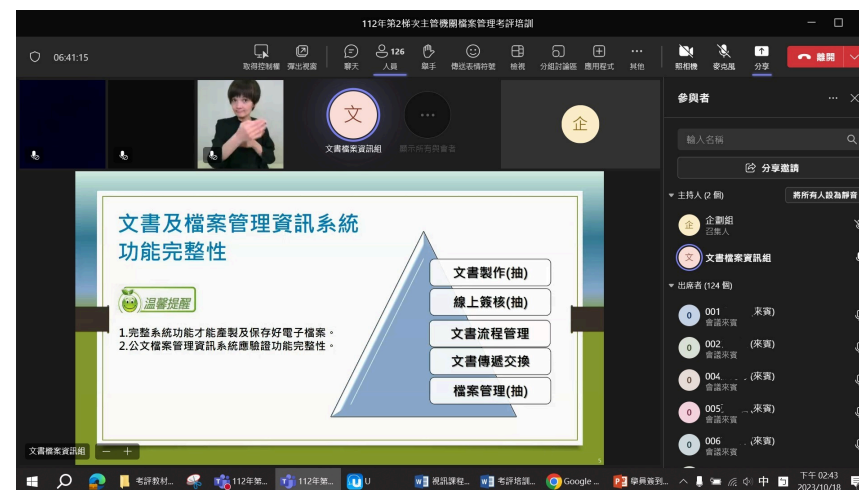 112年第2梯次主管機關檔案管理考評培訓
06:41:15
取得控制權 彈出視窗 聊天 126 人員 舉手 傳送表情符號 檢視 分組討論區 應用程式 其他 照相機 麥克風 分享 離開
參與者
輸入名稱
分享邀請
主持人 (2 個) 將所有人設為靜音
企 企劃組
召集人
文 文書檔案資訊組
出席者 (124 個)
0 001 來賓)
會議來賓
0 002 (來賓)
會議來賓
0 004 (來賓)
會議來賓
0 005 來賓)
會議來賓
0 006 (來賓)
會議來賓
文
文書檔案資訊組
顯示所有與會者
企
文書及檔案管理資訊系統
功能完整性
溫馨提醒
1.完整系統功能才能產製及保存好電子檔案。
2.公文檔案管理資訊系統應驗證功能完整性。
文書製作(抽)
線上簽核(抽)
文書流程管理
文書傳遞交換
檔案管理(抽)
5
文書檔案資訊組
考評教材... 112年第... 112年第... U 視訊課程... 考評培訓... Google ... 學員簽到... 中 下午 02:43
2023/10/18